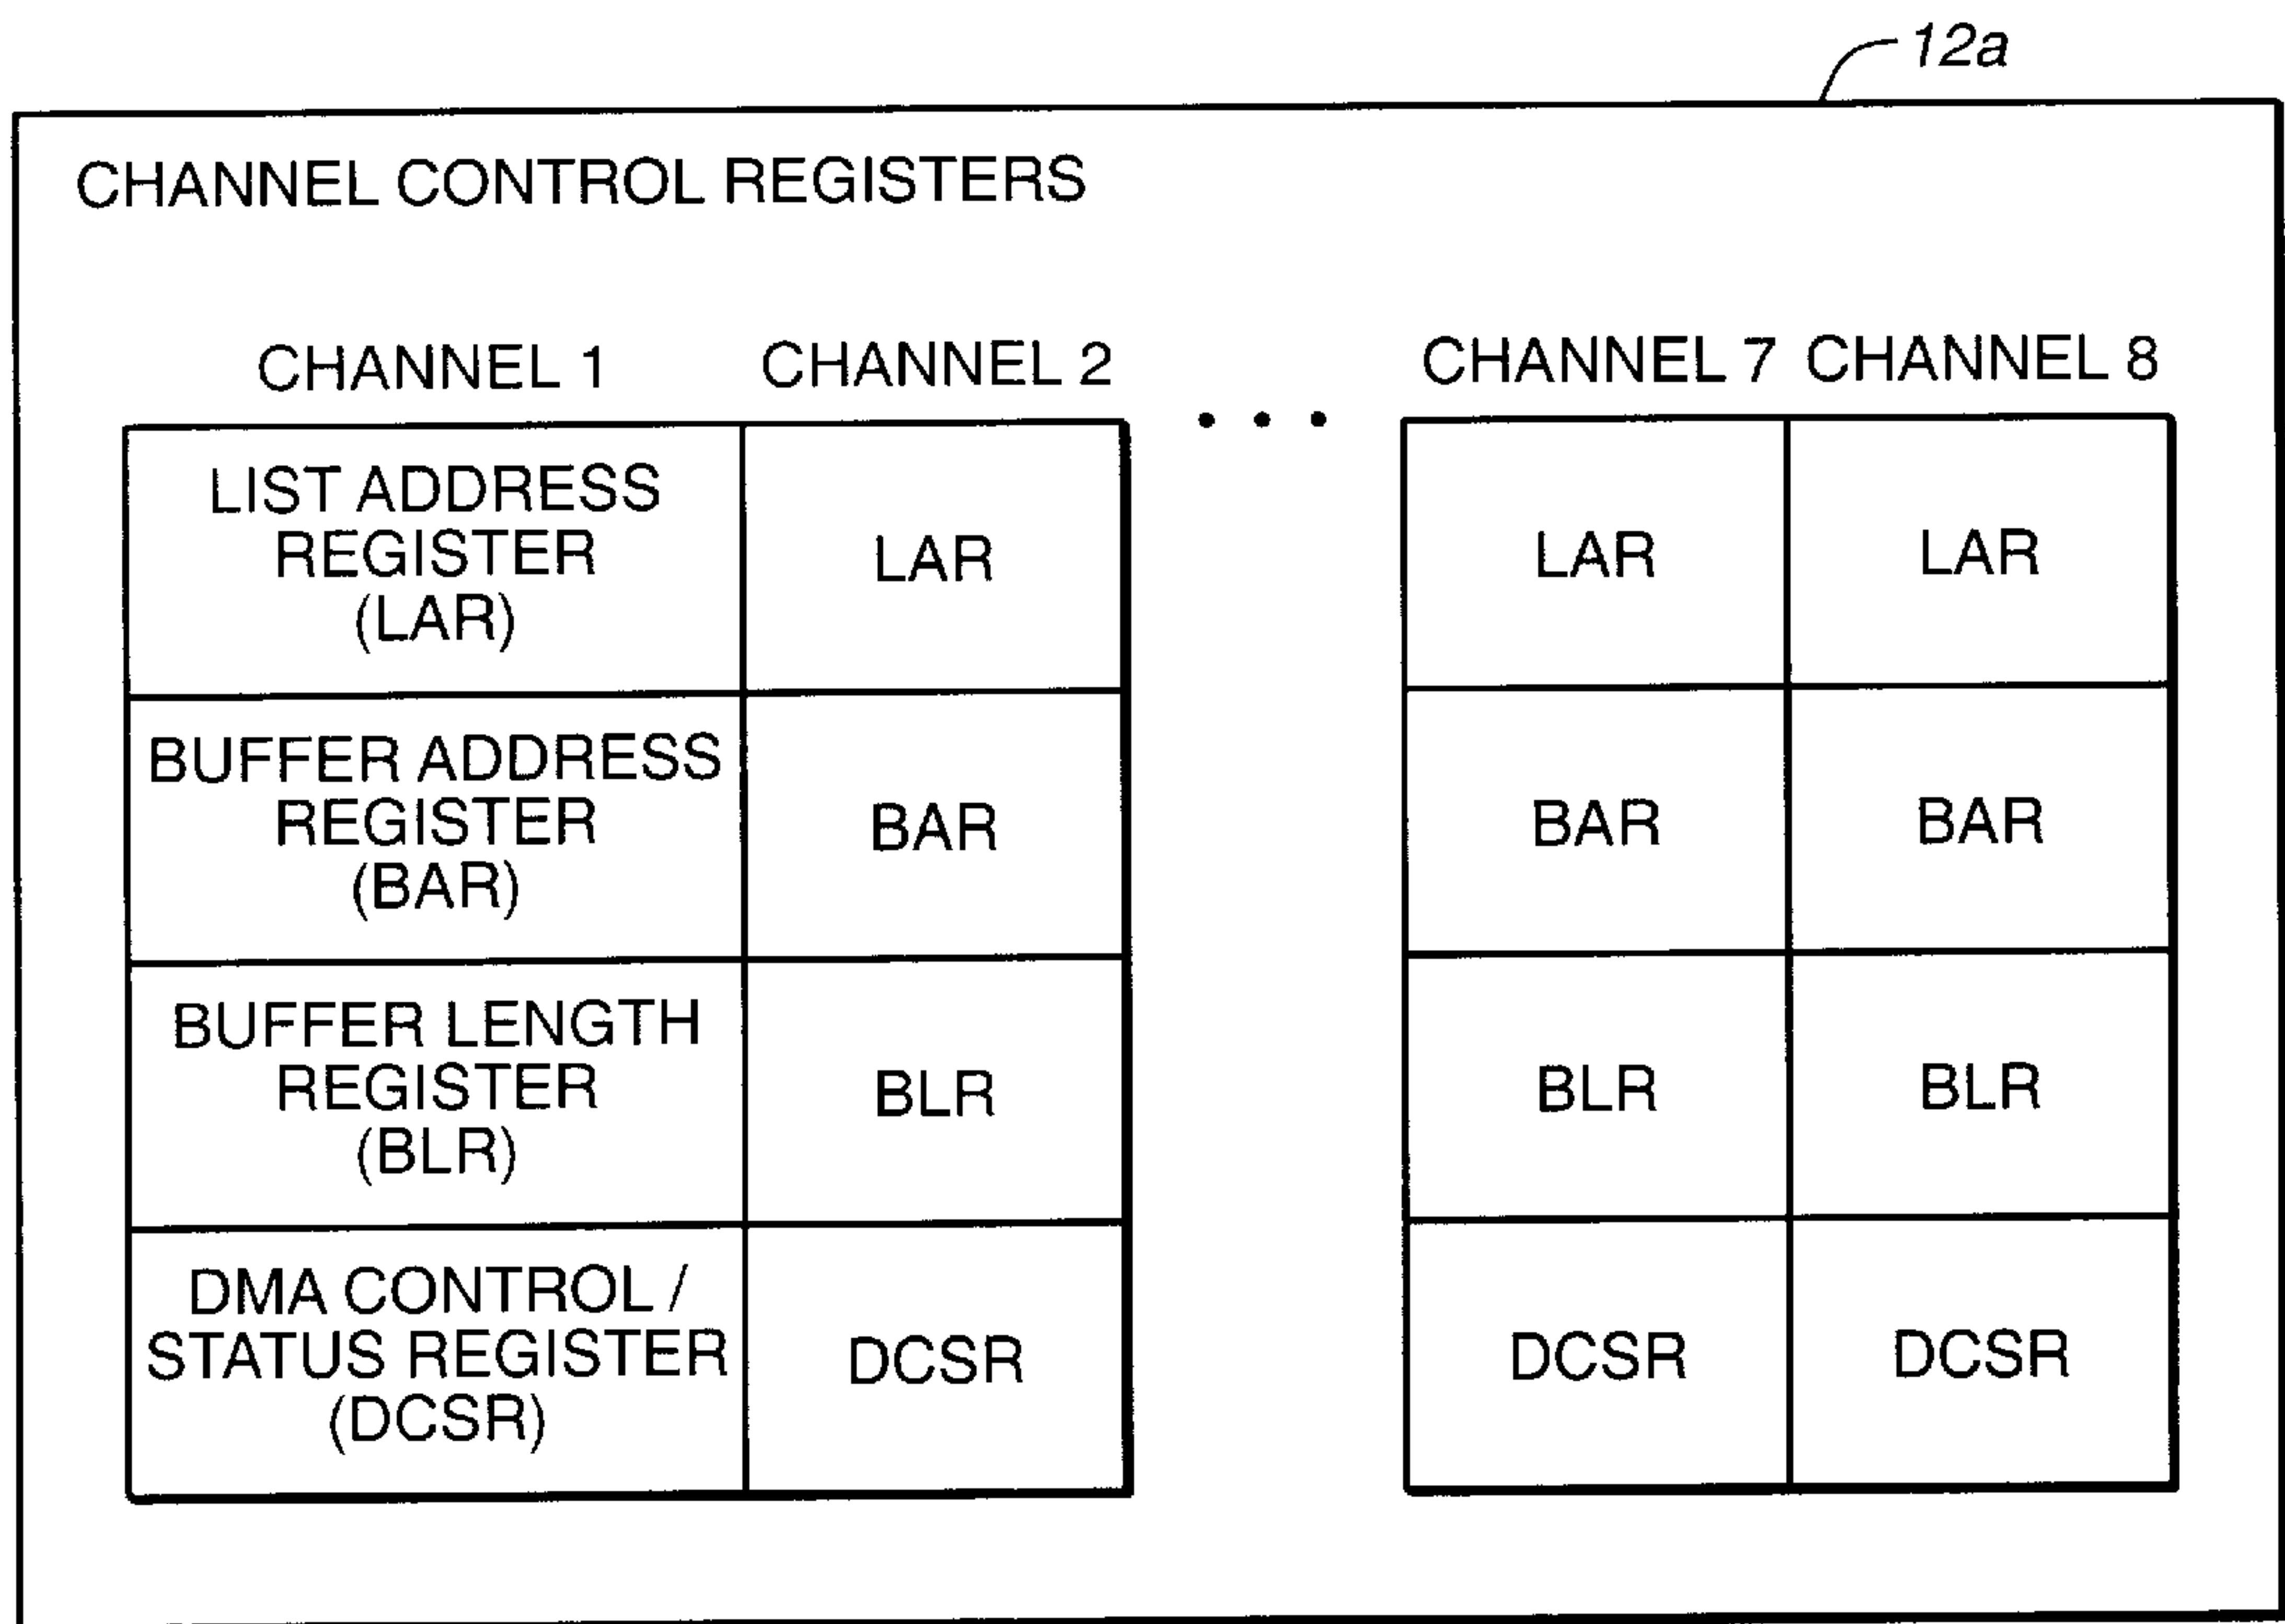 12a
CHANNEL CONTROL REGISTERS
CHANNEL 1 CHANNEL 2 • • • CHANNEL 7 CHANNEL 8
LIST ADDRESS
REGISTER
(LAR)
LAR
LAR
LAR
BUFFER ADDRESS
REGISTER
(BAR)
BAR
BAR
BAR
BUFFER LENGTH
REGISTER
(BLR)
BLR
BLR
BLR
DMA CONTROL /
STATUS REGISTER
(DCSR)
DCSR
DCSR
DCSR